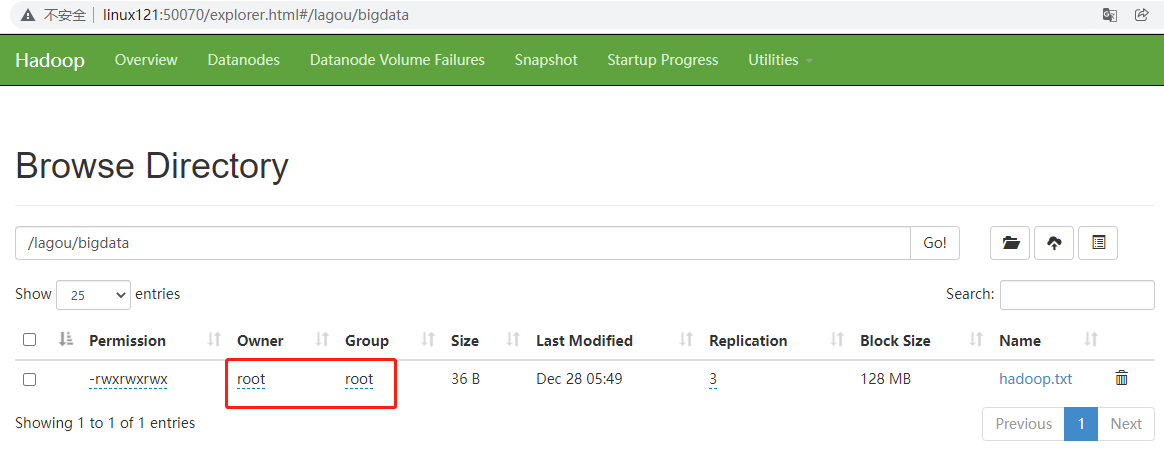 不安全 linux121:50070/explorer.html#/lagou/bigdata
Hadoop Overview Datanodes Datanode Volume Failures Snapshot Startup Progress Utilities
Browse Directory
/lagou/bigdata Go!
Show 25 entries Search:
Permission Owner Group Size Last Modified Replication Block Size Name
-rwxrwxrwx root root 36 B Dec 28 05:49 3 128 MB hadoop.txt
Showing 1 to 1 of 1 entries Previous 1 Next